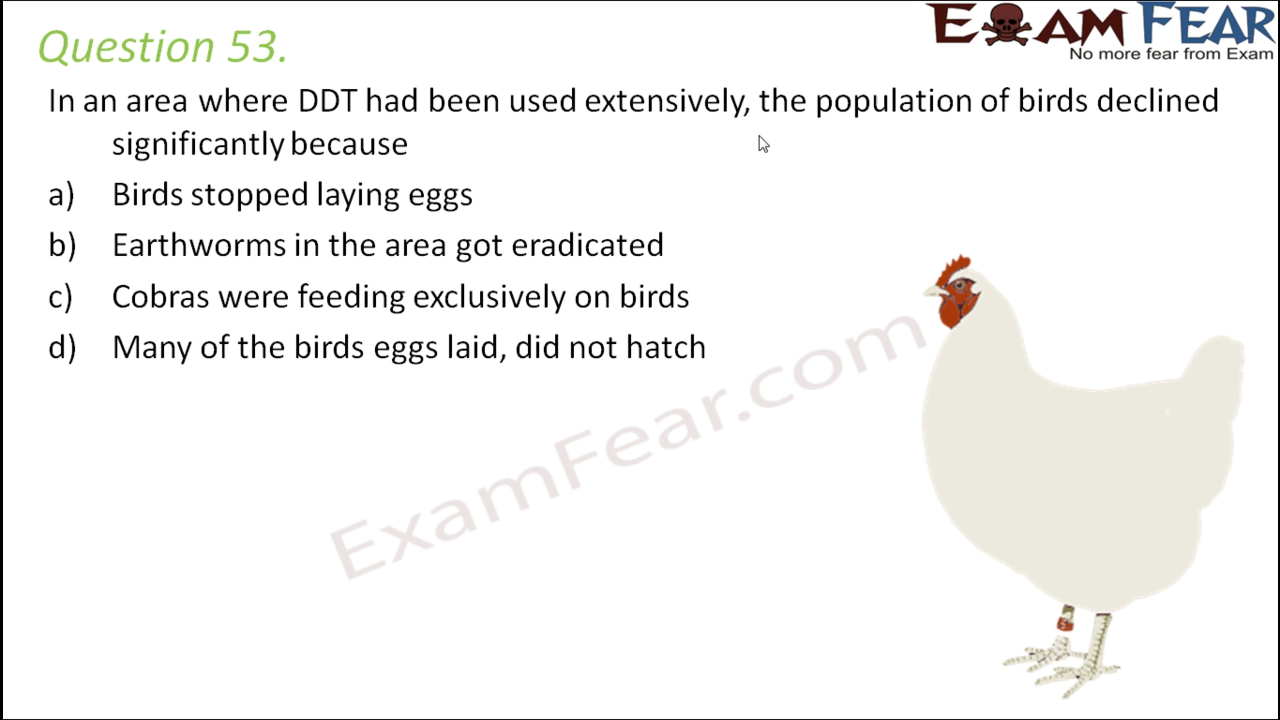 Question 53.
EXAM FEAR
No more fear from Exam
In an area where DDT had been used extensively, the population of birds declined
significantly because
a) Birds stopped laying eggs
b) Earthworms in the area got eradicated
c) Cobras were feeding exclusively on birds
d) Many of the birds eggs laid, did not hatch
ExamFear.com